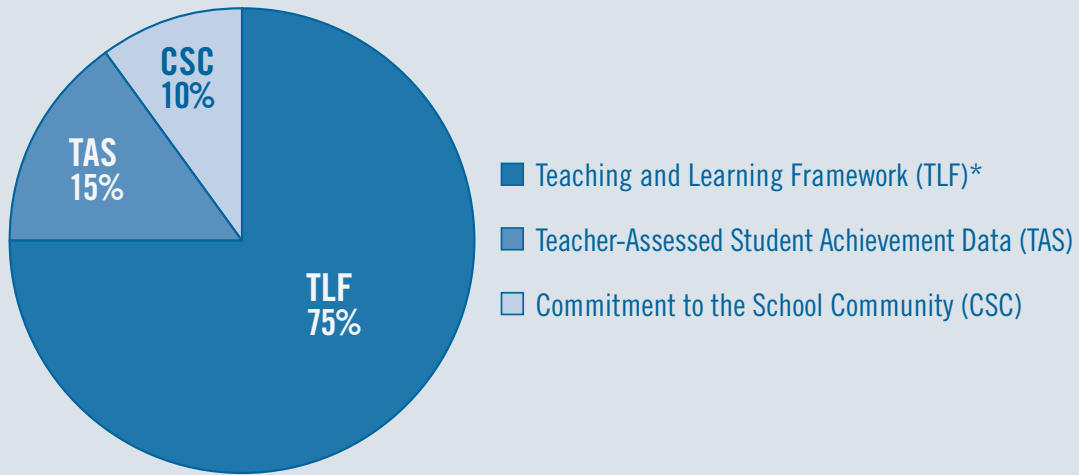 CSC
10%
TAS
15%
TLF
75%
Teaching and Learning Framework (TLF)*
Teacher-Assessed Student Achievement Data (TAS)
Commitment to the School Community (CSC)